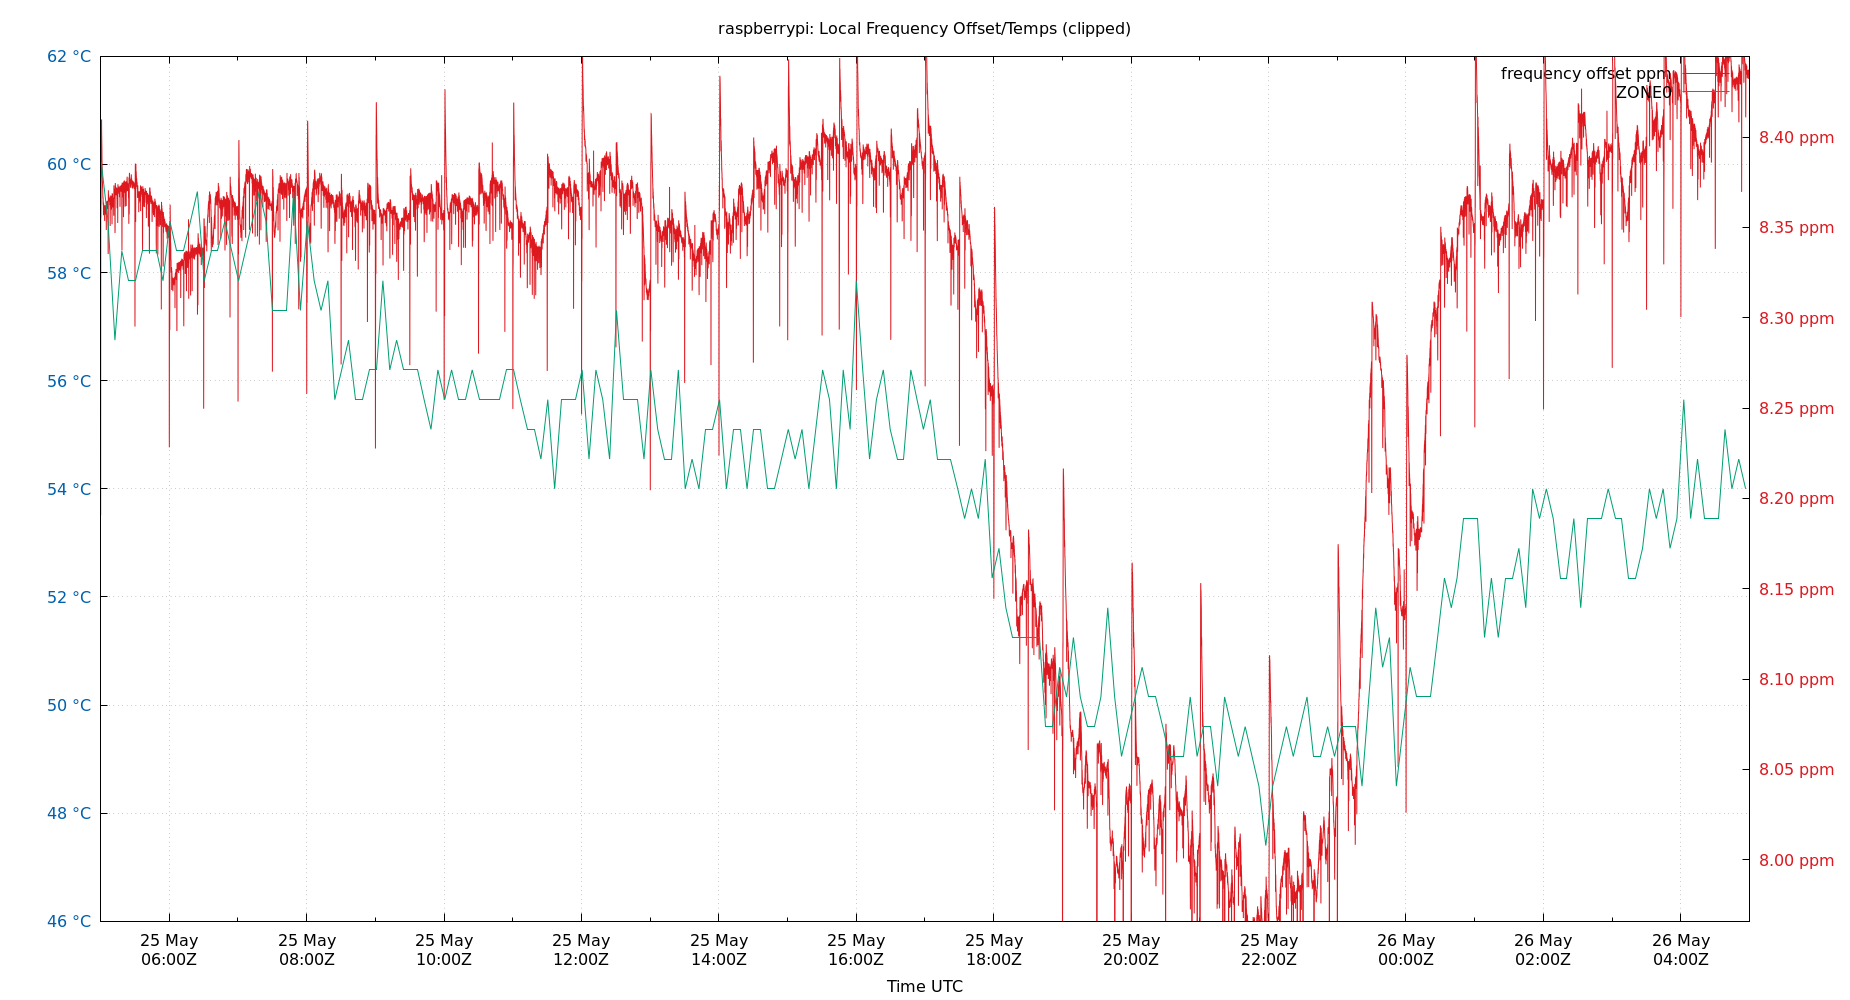 raspberrypi: Local Frequency Offset/Temps (clipped)
62 °C
60 °C
58 °C
56 °C
54 °C
52 °C
50 °C
48 °C
46 °C
frequency offset ppm
ZONE0
8.40 ppm
8.35 ppm
8.30 ppm
8.25 ppm
8.20 ppm
8.15 ppm
8.10 ppm
8.05 ppm
8.00 ppm
25 May 25 May 25 May 25 May 25 May 25 May 25 May 25 May 25 May 26 May 26 May 26 May
06:00Z 08:00Z 10:00Z 12:00Z 14:00Z 16:00Z 18:00Z 20:00Z 22:00Z 00:00Z 02:00Z 04:00Z
Time UTC